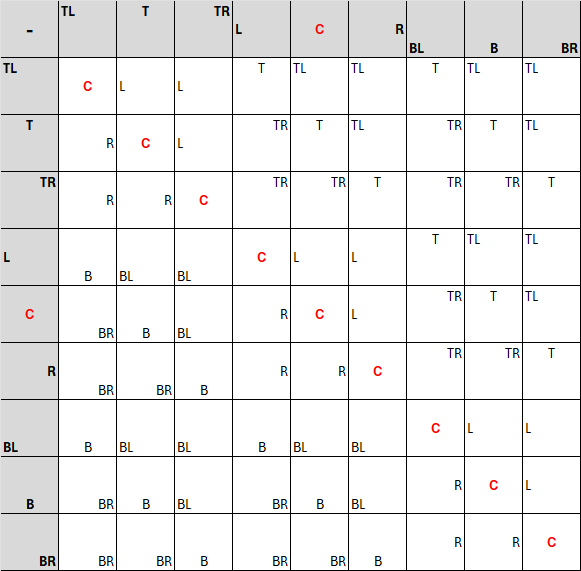 - TL T TR L C R BL B BR
TL C L L T TL TL T TL TL
T R C L TR T TL TR T TL
TR R R C TR TR T TR TR T
L B BL BL C L L T TL TL
C BR B BL R C L TR T TL
R BR BR B R R C TR TR T
BL B BL BL B BL BL C L L
B BR B BL BR B BL R C L
BR BR BR B BR BR B R R C